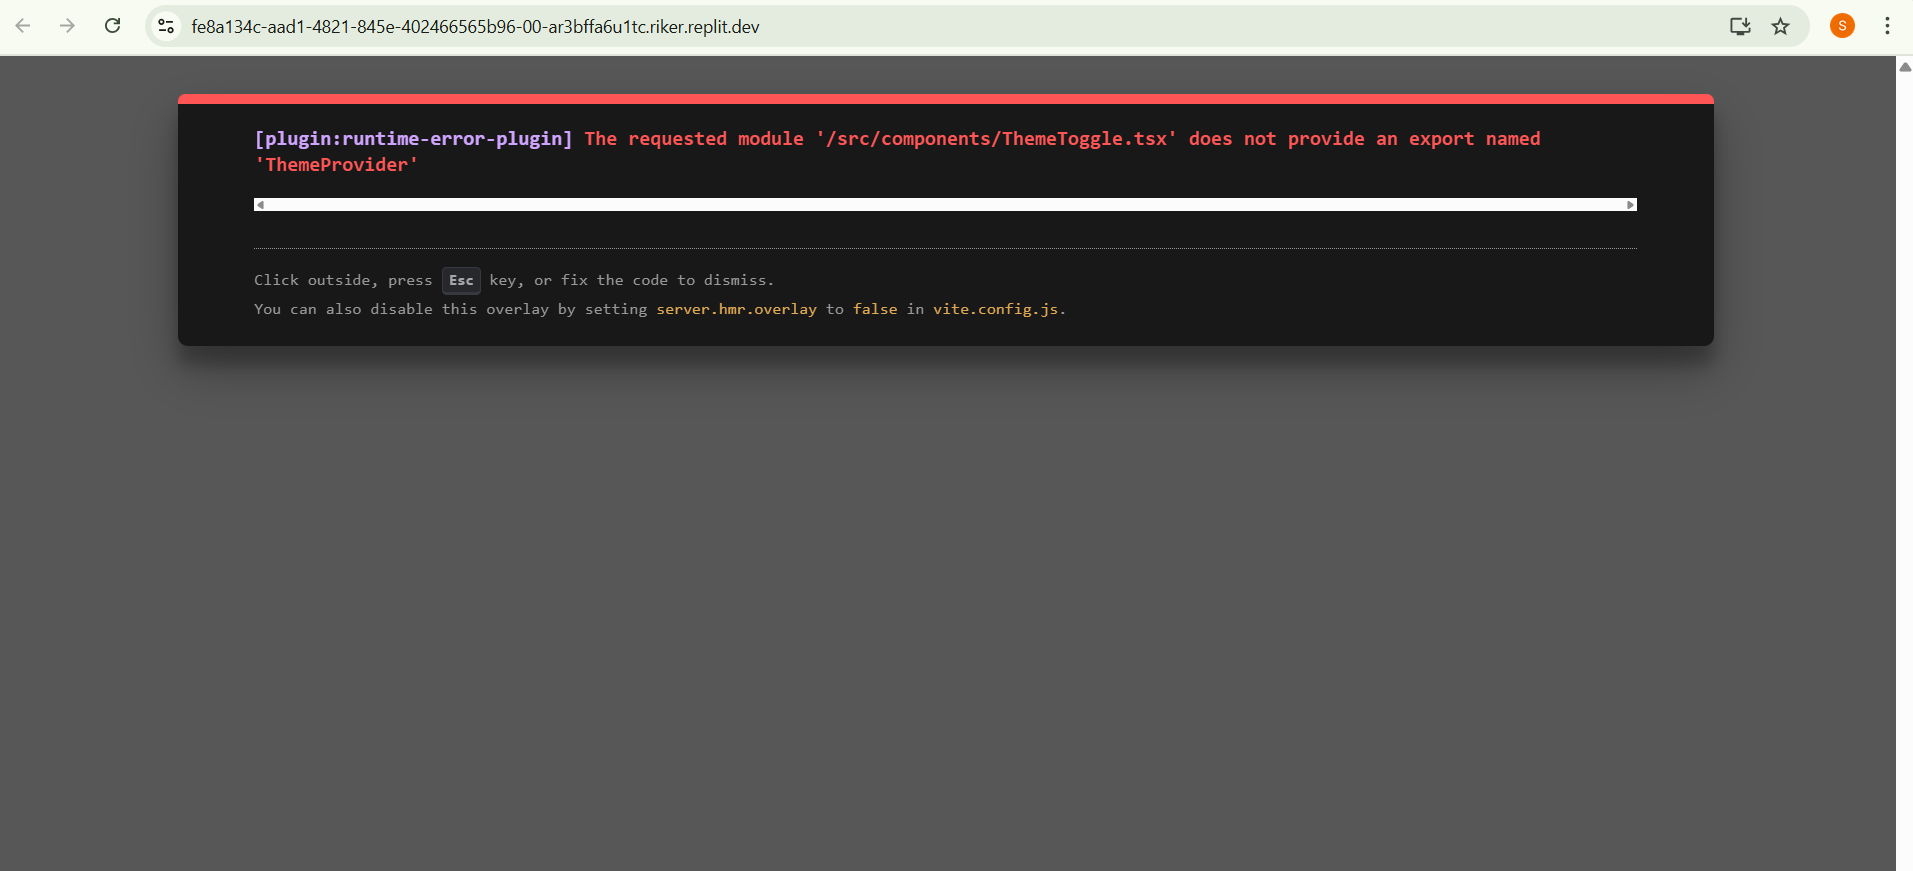 fe8a134c-aad1-4821-845e-402466565b96-00-ar3bffa6u1tc.riker.replit.dev
S
[plugin:runtime-error-plugin] The requested module '/src/components/ThemeToggle.tsx' does not provide an export named
'ThemeProvider'
Click outside, press Esc key, or fix the code to dismiss.
You can also disable this overlay by setting server.hmr.overlay to false in vite.config.js.